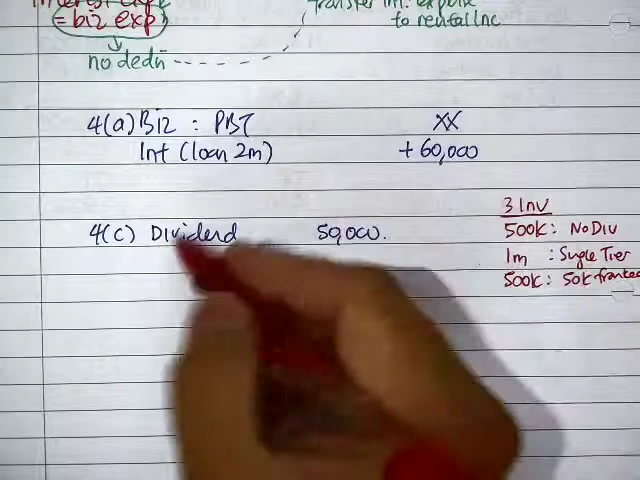 = biz exp
no dedn
Transfer int. expense
to rental Inc
4(a) Biz : PBT XX
Int (loan 2m) +60,000
4(c) Dividend 50,000.
3 Inv
500K: No Div
1m : Single Tier
500K: 50K franked